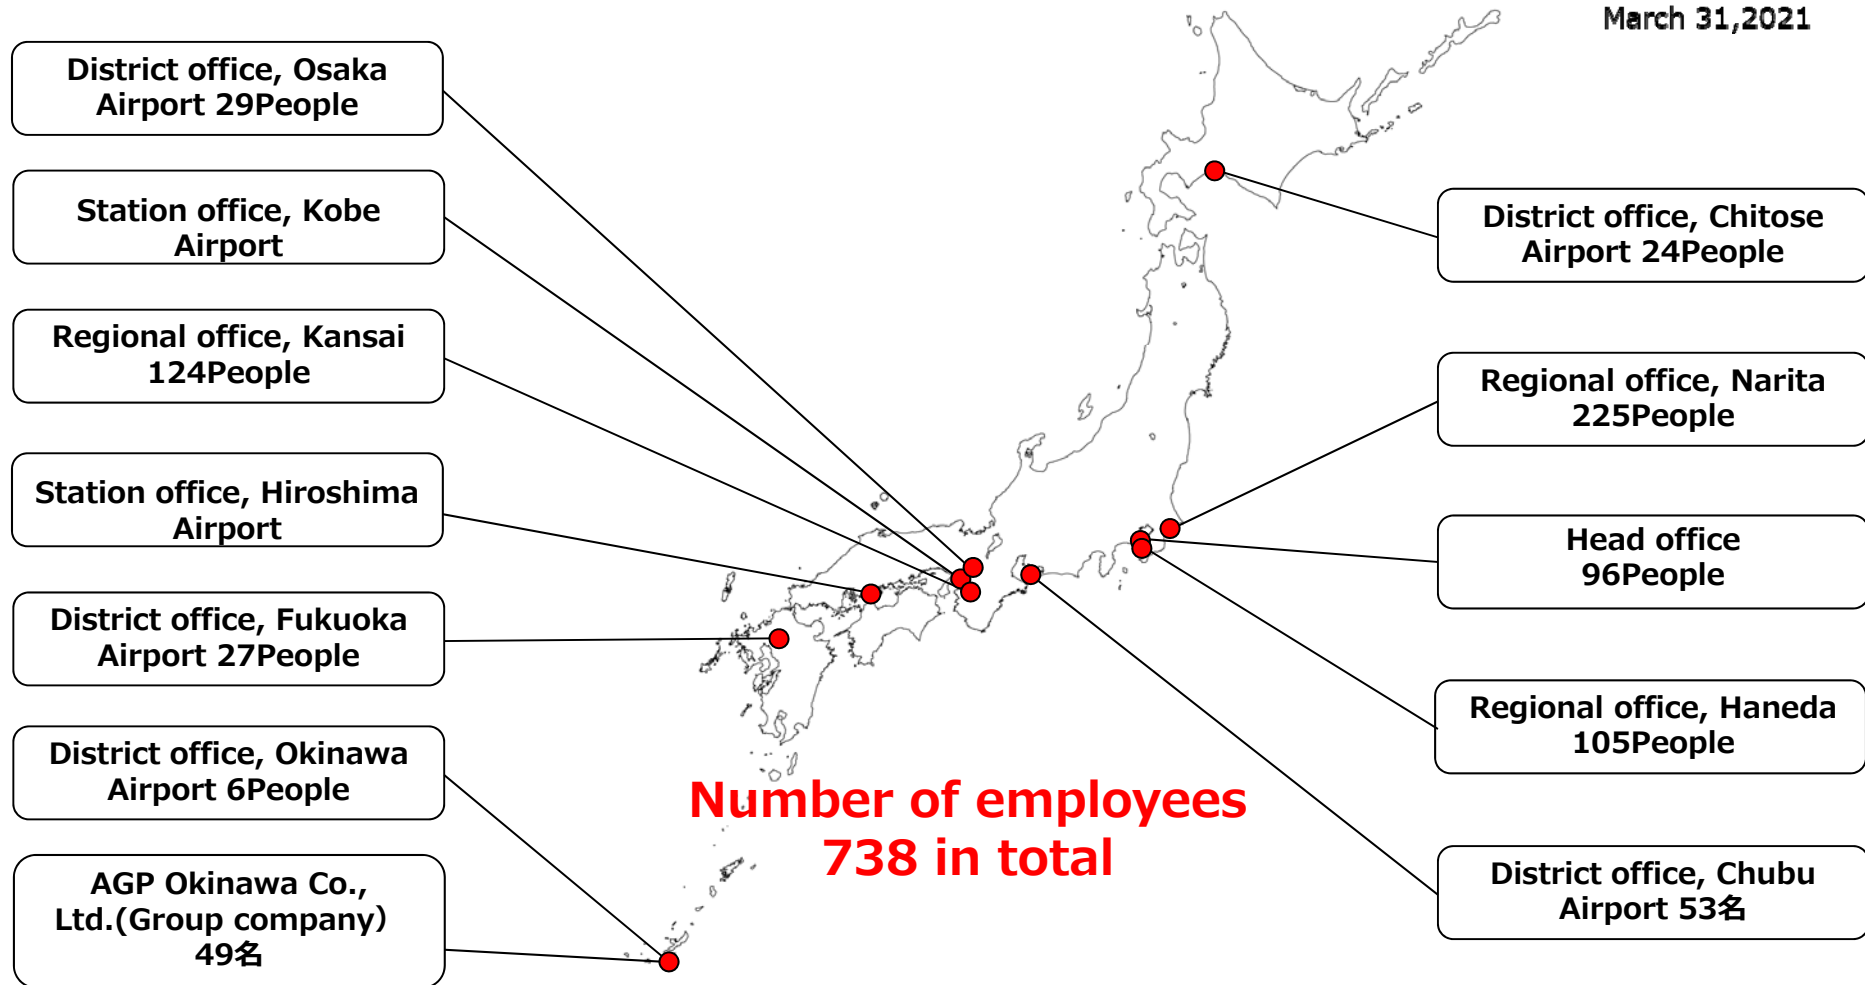 March 31,2021
District office, Osaka
Airport 29People
Station office, Kobe
Airport
Regional office, Kansai
124People
Station office, Hiroshima
Airport
District office, Fukuoka
Airport 27People
District office, Okinawa
Airport 6People
AGP Okinawa Co.,
Ltd.(Group company）
49名
District office, Chitose
Airport 24People
Regional office, Narita
225People
Head office
96People
Regional office, Haneda
105People
District office, Chubu
Airport 53名
Number of employees
738 in total